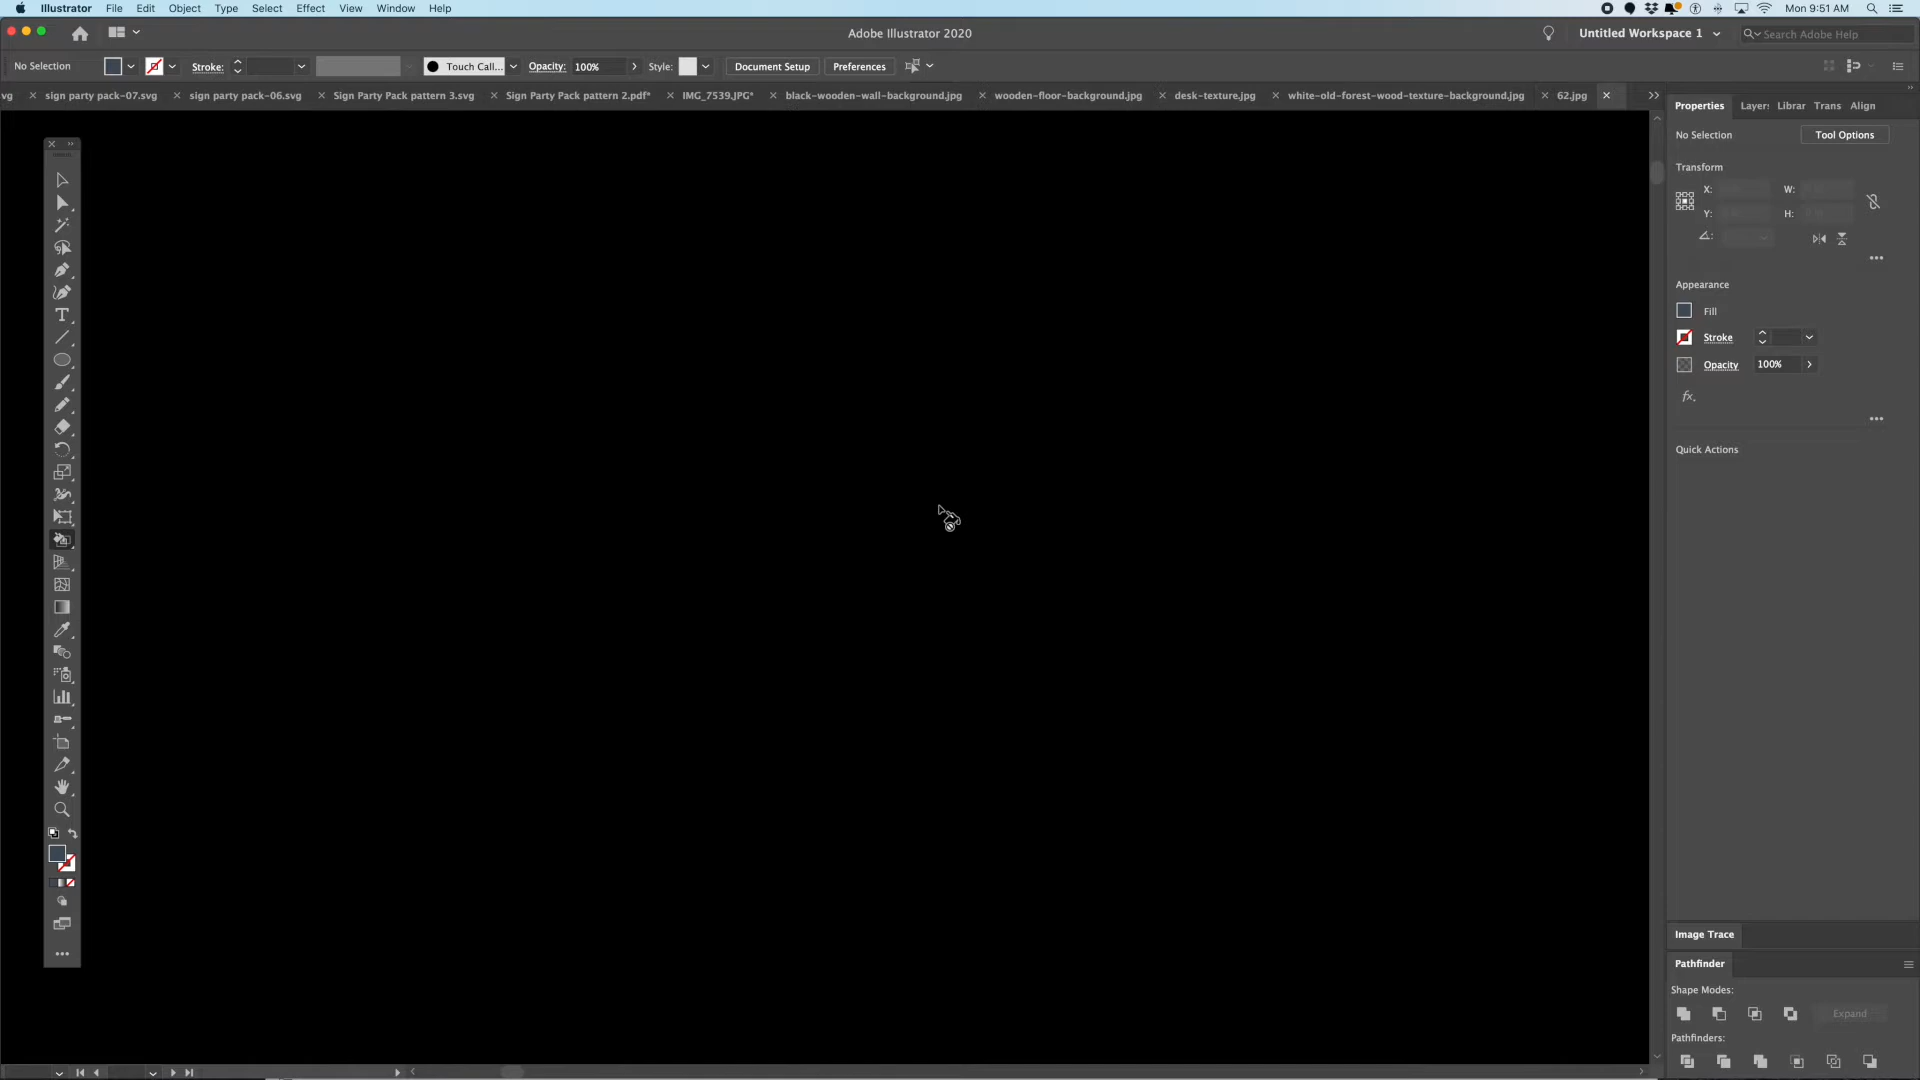 Illustrator File Edit Object Type Select Effect View Window Help Mon 9:51 AM
Adobe Illustrator 2020 Untitled Workspace 1 Search Adobe Help
No Selection Stroke: Touch Call... Opacity: 100% Style: Document Setup Preferences
vg sign party pack-07.svg sign party pack-06.svg Sign Party Pack pattern 3.svg Sign Party Pack pattern 2.pdf* IMG_7539.JPG* black-wooden-wall-background.jpg wooden-floor-background.jpg desk-texture.jpg white-old-forest-wood-texture-background.jpg 62.jpg
Properties Layers Librar Trans Align
No Selection Tool Options
Transform
X: W:
Y: H:
Appearance
Fill
Stroke
Opacity 100%
fx.
Quick Actions
Image Trace
Pathfinder
Shape Modes:
Expand
Pathfinders: